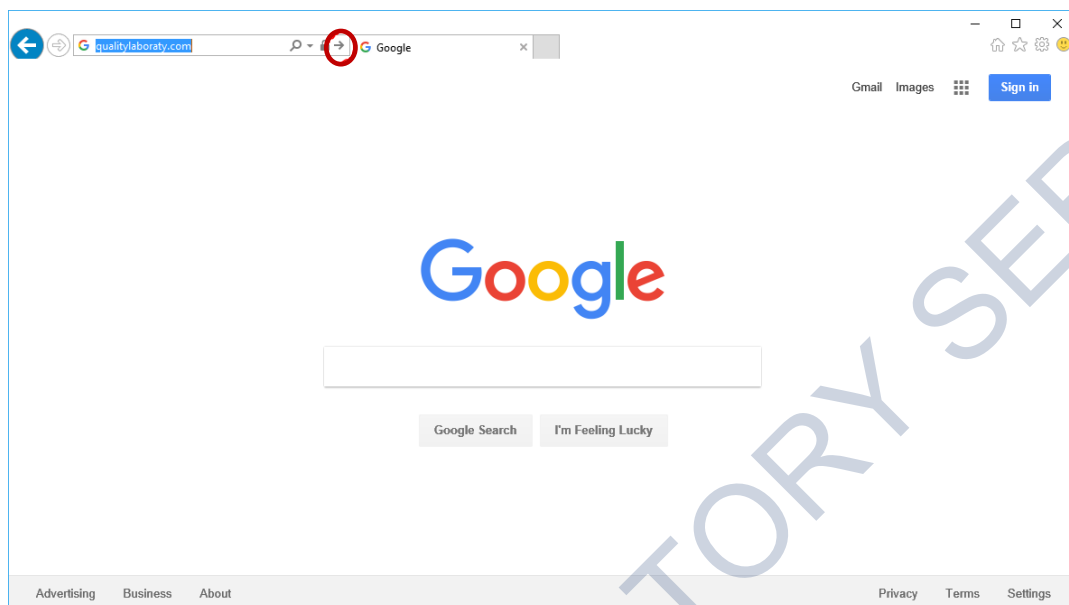 qualitylaboraty.com
Google
Gmail Images Sign in
Google
Google Search I'm Feeling Lucky
Advertising Business About Privacy Terms Settings
TORY SE